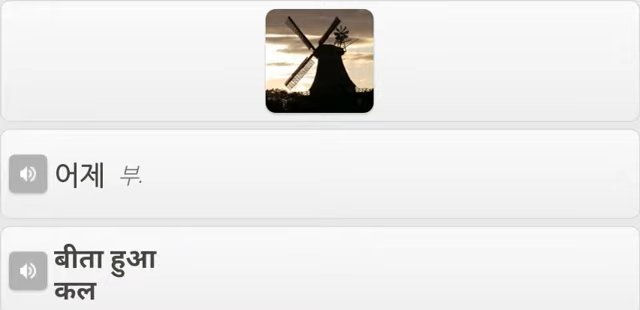 어제 부.
बीता हुआ
कल